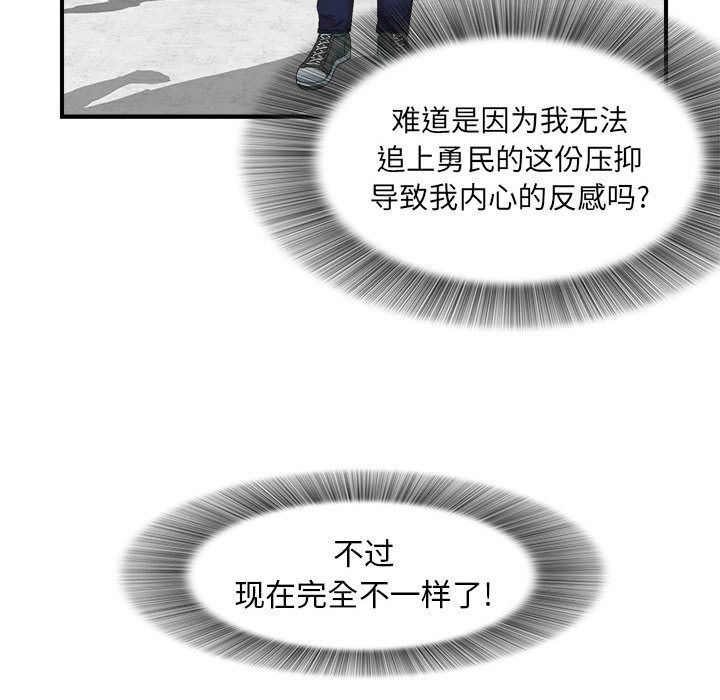 难道是因为我无法
追上勇民的这份压抑
导致我内心的反感吗?
不过
现在完全不一样了!